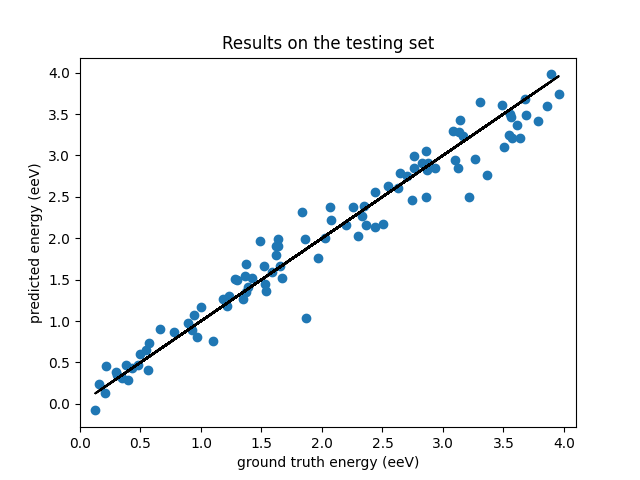 Results on the testing set
4.0
3.5
3.0
2.5
2.0
1.5
1.0
0.5
0.0
predicted energy (eeV)
0.0 0.5 1.0 1.5 2.0 2.5 3.0 3.5 4.0
ground truth energy (eeV)